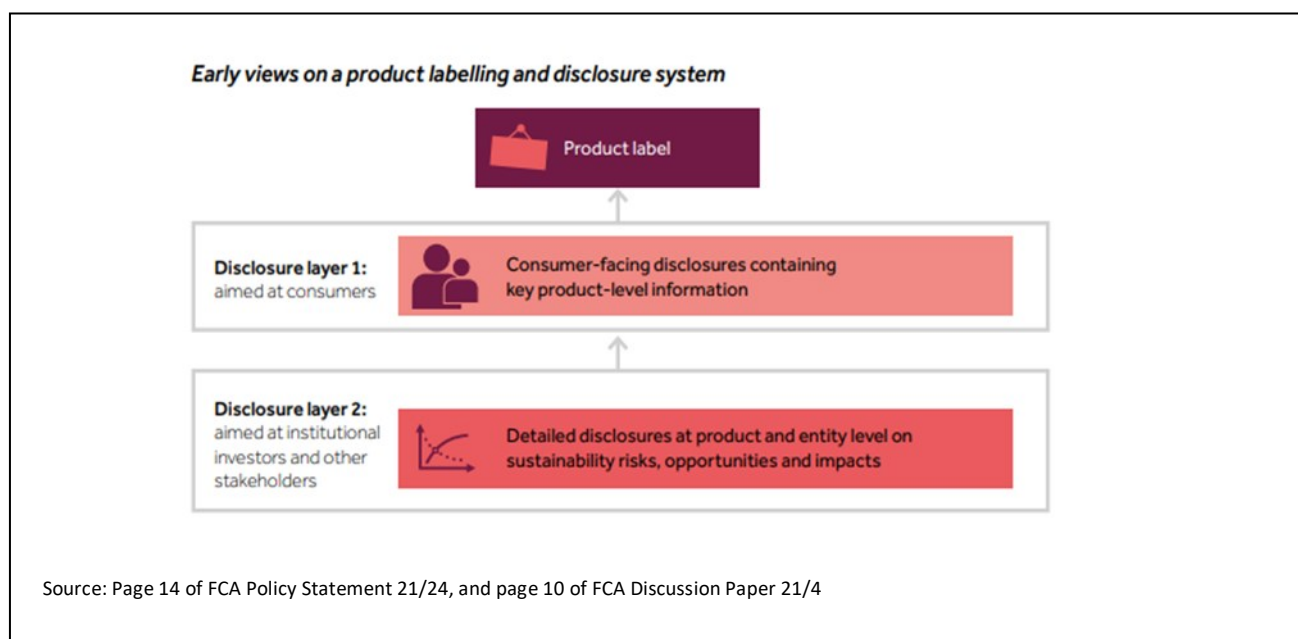 Early views on a product labelling and disclosure system
Product label
Disclosure layer 1:
aimed at consumers
Consumer-facing disclosures containing
key product-level information
Disclosure layer 2:
aimed at institutional
investors and other
stakeholders
Detailed disclosures at product and entity level on
sustainability risks, opportunities and impacts
Source: Page 14 of FCA Policy Statement 21/24, and page 10 of FCA Discussion Paper 21/4